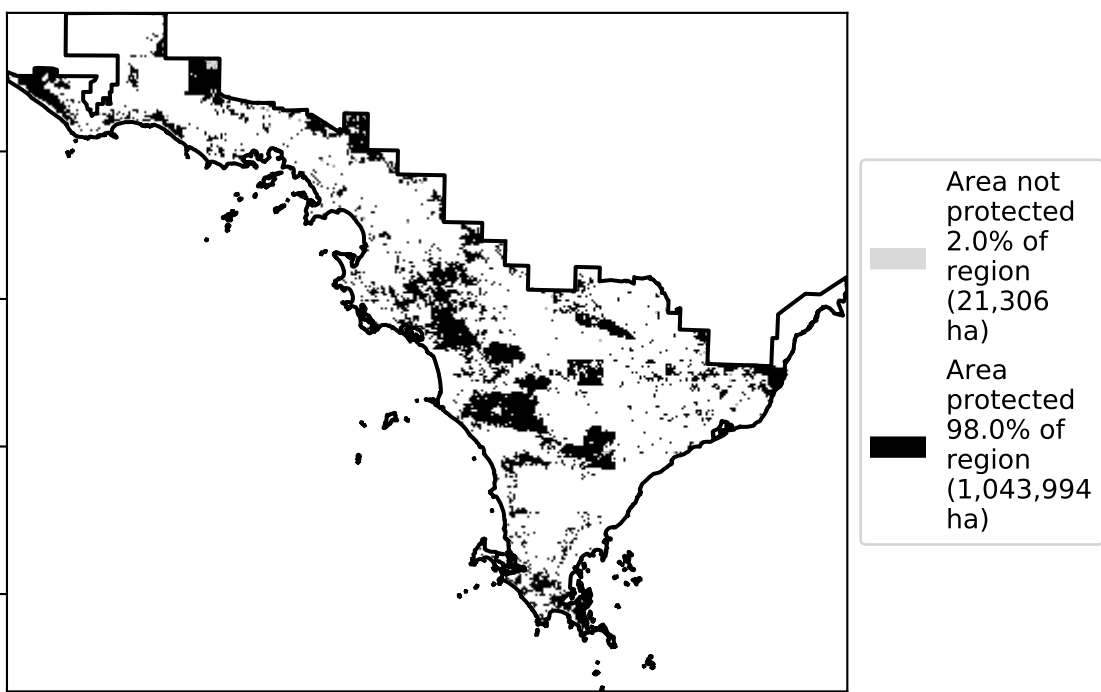 Area not
protected
2.0% of
region
(21,306
ha)
Area
protected
98.0% of
region
(1,043,994
ha)